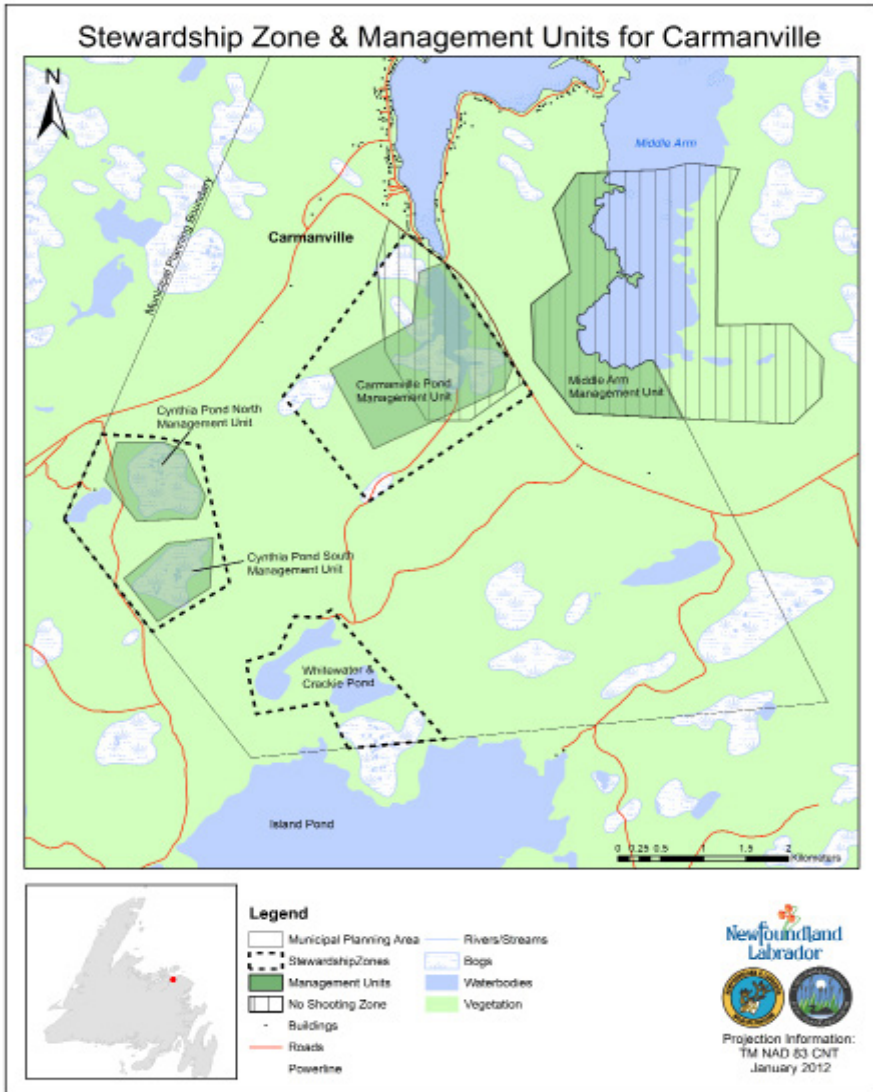 Stewardship Zone & Management Units for Carmanville
N
Middle Arm
Municipal Planning Boundary
Carmanville
Carmanville Pond
Management Unit
Middle Arm
Management Unit
Cynthia Pond North
Management Unit
Cynthia Pond South
Management Unit
Whitewater &
Crackie Pond
Island Pond
0 0.25 0.5 1 1.5 2
Kilometers
Legend
Municipal Planning Area
StewardshipZones
Management Units
No Shooting Zone
Buildings
Roads
Powerline
Rivers/Streams
Bogs
Waterbodies
Vegetation
Newfoundland
Labrador
Projection Information:
TM NAD 83 CNT
January 2012